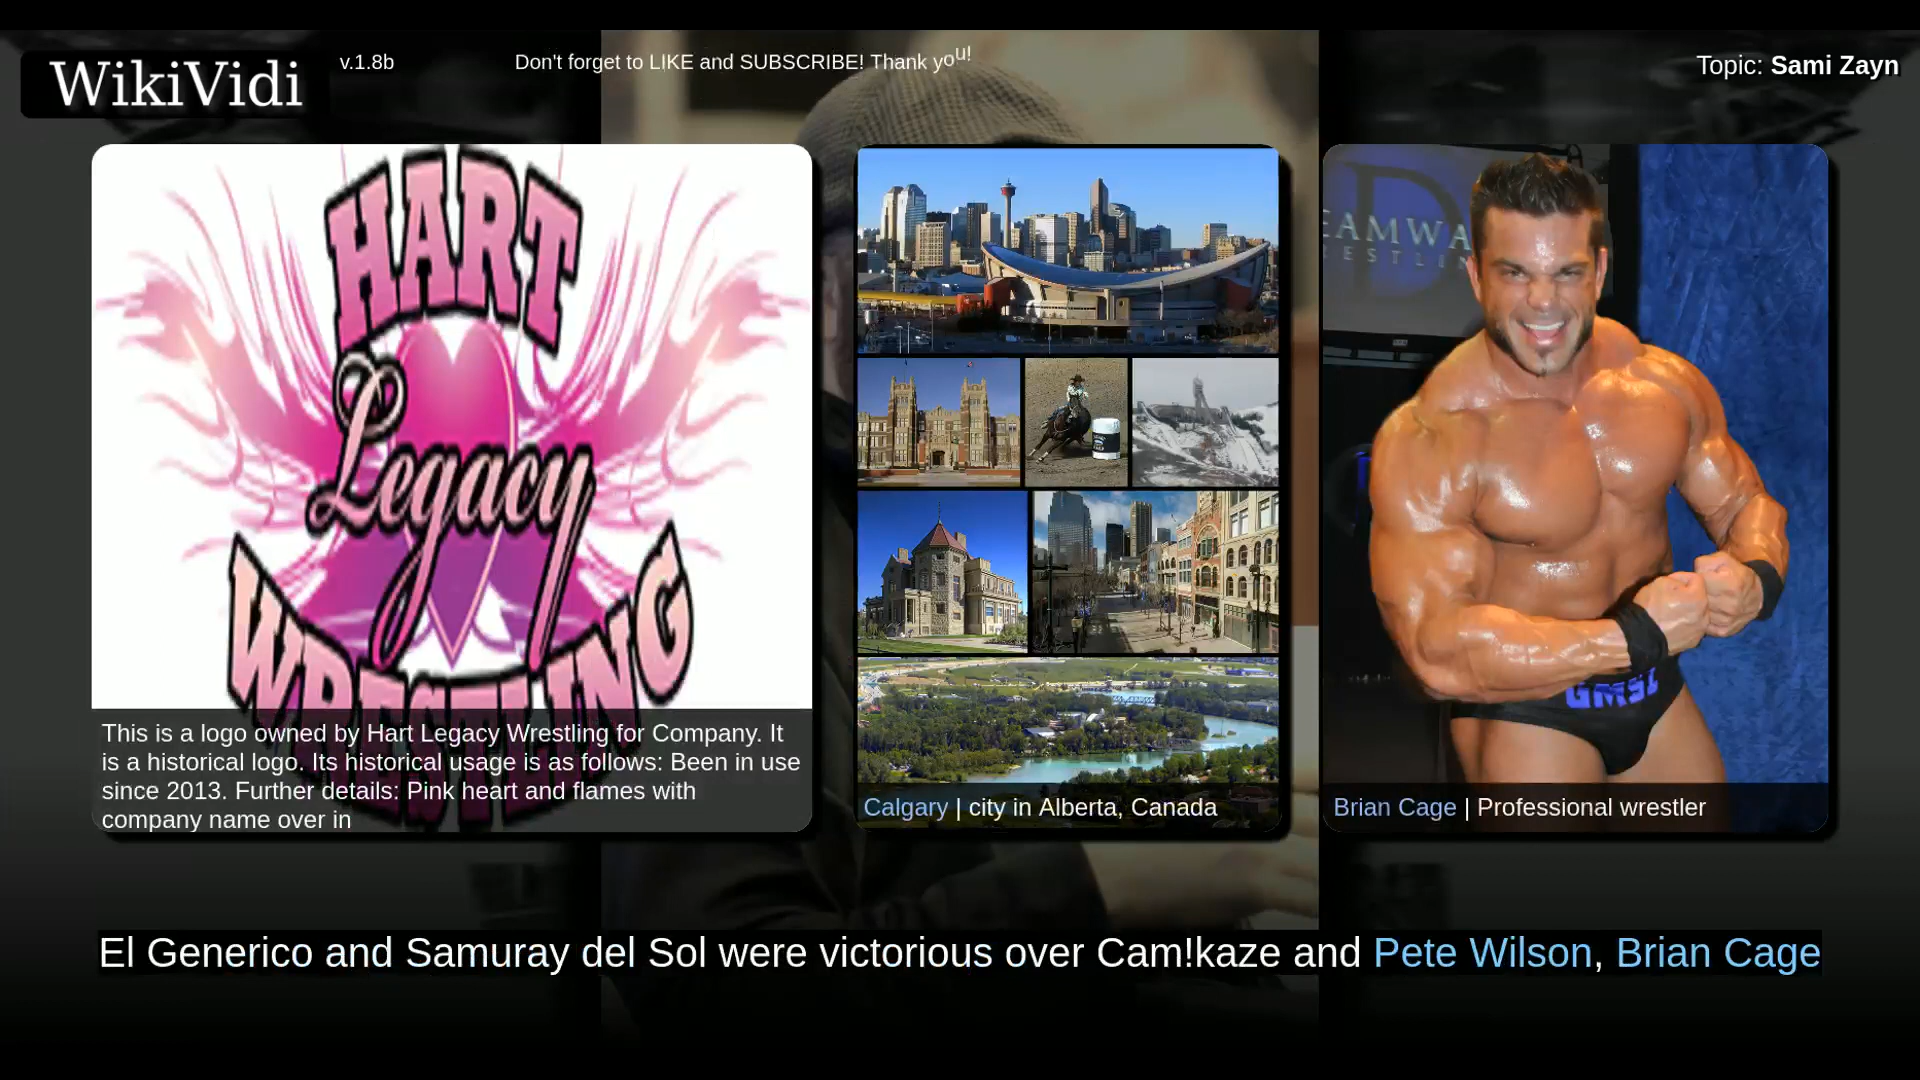 WikiVidi
v.1.8b
Don't forget to LIKE and SUBSCRIBE! Thank you!
Topic: Sami Zayn
HART
Legacy
WRESTLING
This is a logo owned by Hart Legacy Wrestling for Company. It
is a historical logo. Its historical usage is as follows: Been in use
since 2013. Further details: Pink heart and flames with
company name over in
Calgary | city in Alberta, Canada
EAMWA
ESTLIN
GMSI
Brian Cage | Professional wrestler
El Generico and Samuray del Sol were victorious over Cam!kaze and Pete Wilson, Brian Cage